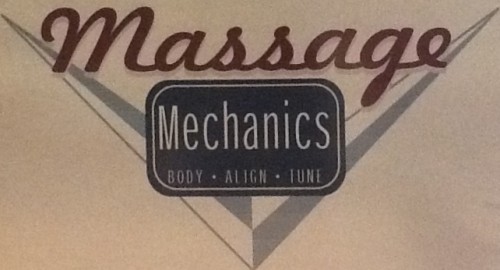 Massage
Mechanics
BODY • ALIGN • TUNE